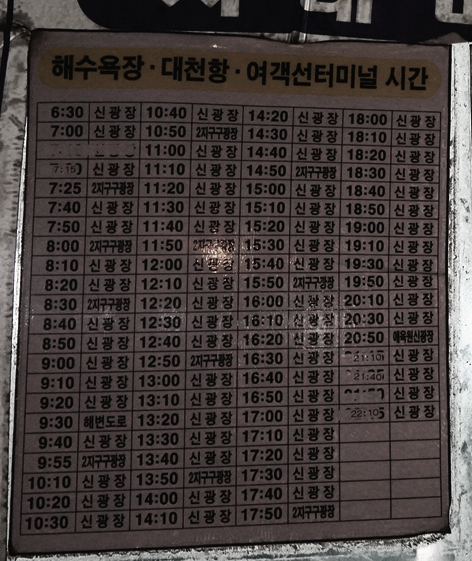 해수욕장 · 대천항 · 여객선터미널 시간
6:30 신광장 10:40 신광장 14:20 신광장 18:00 신광장
7:00 신광장 10:50 2지구구광장 14:30 신광장 18:10 신광장
11:00 신광장 14:40 신광장 18:20 신광장
신광장 11:10 신광장 14:50 2지구구광장 18:30 신광장
7:25 2지구구광장 11:20 신광장 15:00 신광장 18:40 신광장
7:40 신광장 11:30 신광장 15:10 신광장 18:50 신광장
7:50 신광장 11:40 신광장 15:20 신광장 19:00 신광장
8:00 2지구구광장 11:50 2지구구광장 15:30 신광장 19:10 신광장
8:10 신광장 12:00 신광장 15:40 신광장 19:30 신광장
8:20 신광장 12:10 신광장 15:50 2지구구광장 19:50 신광장
8:30 2지구구광장 12:20 신광장 16:00 신광장 20:10 신광장
8:40 신광장 12:30 신광장 16:10 신광장 20:30 신광장
8:50 신광장 12:40 신광장 16:20 신광장 20:50
9:00 신광장 12:50 2지구구광장 16:30 신광장 21:10 신광장
9:10 신광장 13:00 신광장 16:40 신광장 21:40 신광장
9:20 신광장 13:10 신광장 16:50 신광장 신광장
9:30 해변도로 13:20 신광장 17:00 신광장 22:10 신광장
9:40 신광장 13:30 신광장 17:10 신광장
9:55 2지구구광장 13:40 신광장 17:20 신광장
10:10 신광장 13:50 2지구구광장 17:30 신광장
10:20 신광장 14:00 신광장 17:40 신광장
10:30 신광장 14:10 신광장 17:50 2지구구광장